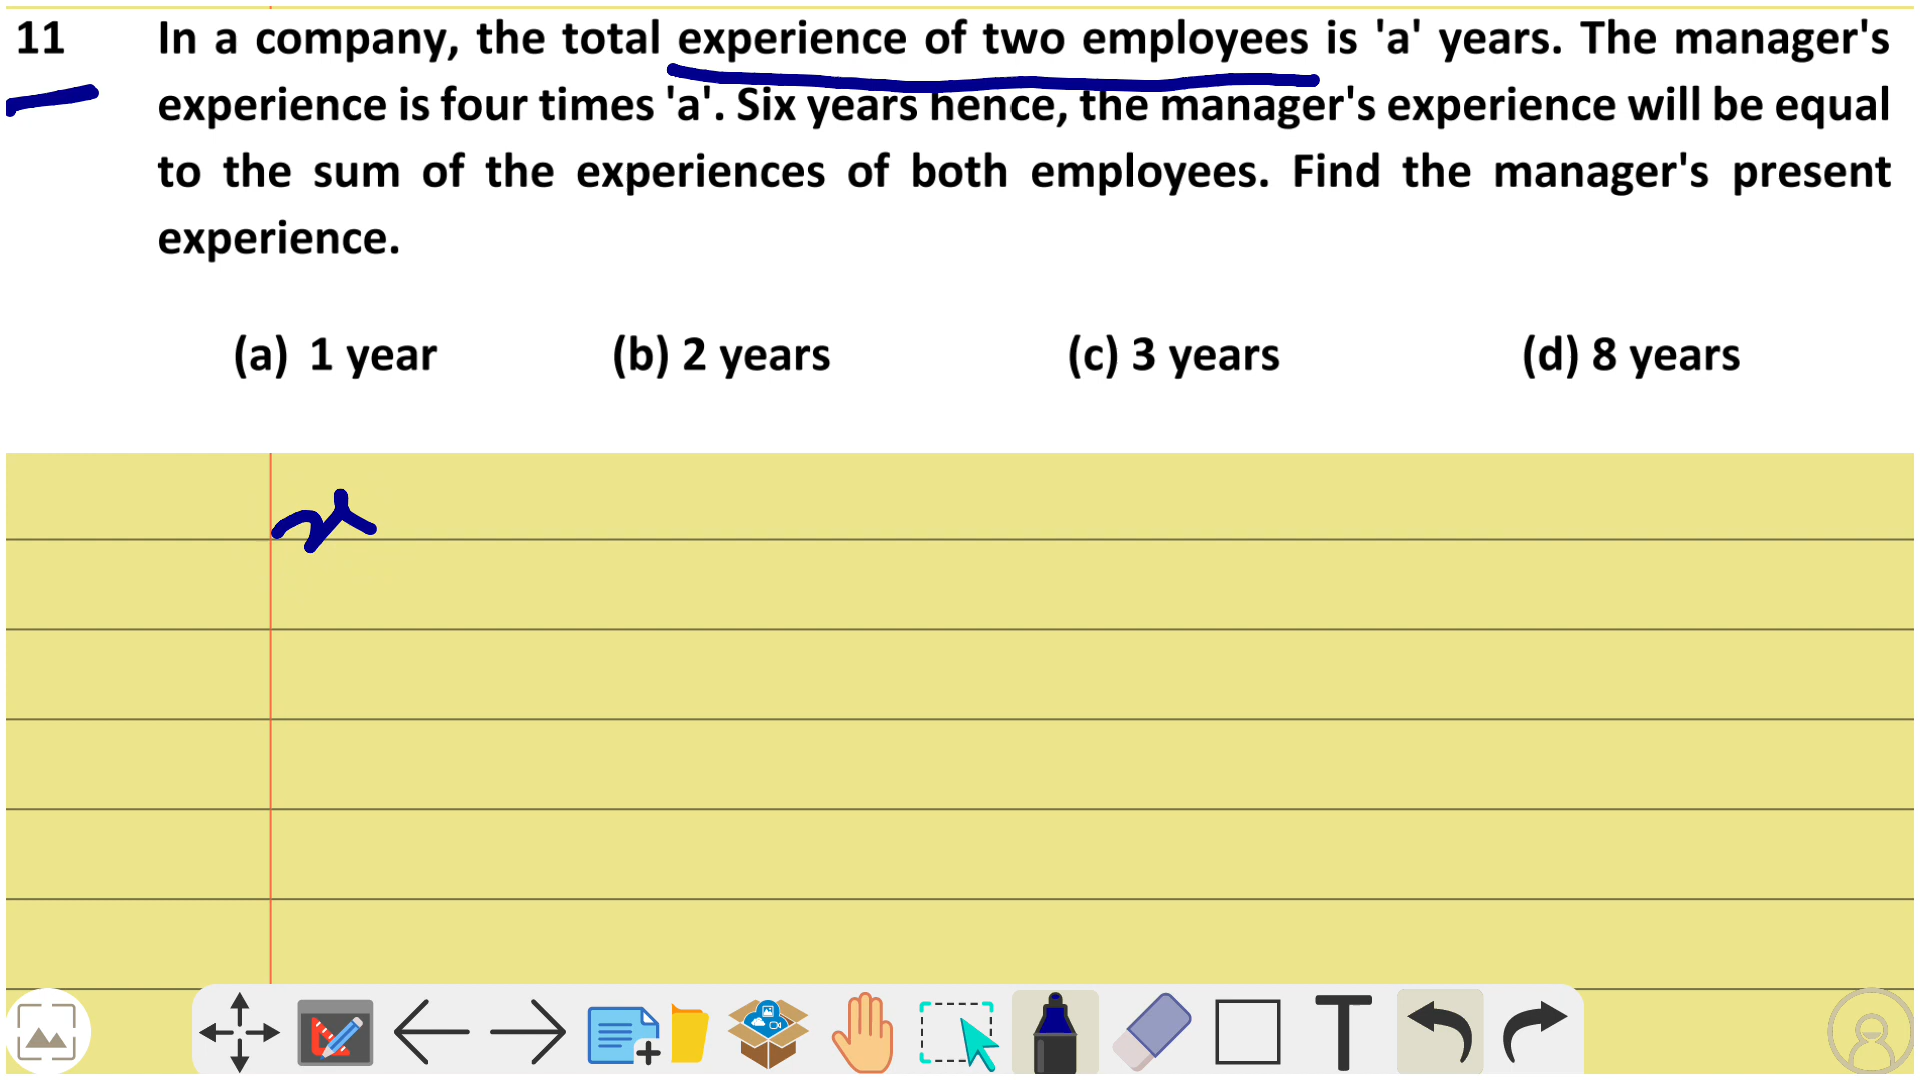 11 In a company, the total experience of two employees is 'a' years. The manager's
experience is four times 'a'. Six years hence, the manager's experience will be equal
to the sum of the experiences of both employees. Find the manager's present
experience.
(a) 1 year (b) 2 years (c) 3 years (d) 8 years